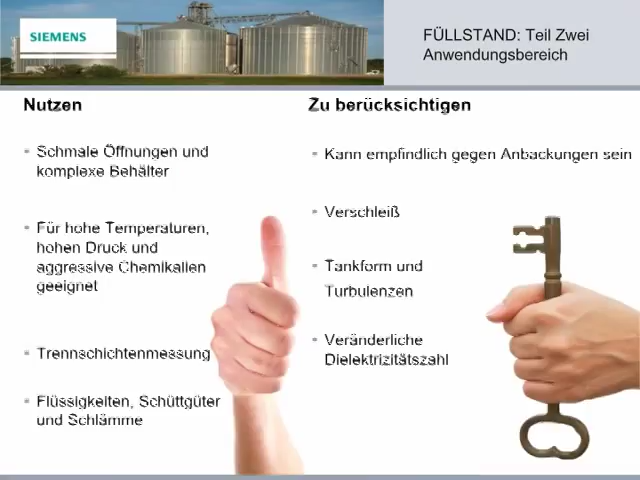 SIEMENS
FÜLLSTAND: Teil Zwei
Anwendungsbereich
Nutzen
Schmale Öffnungen und
komplexe Behälter
Für hohe Temperaturen,
hohen Druck und
aggressive Chemikalien
geeignet
Trennschichtenmessung
Flüssigkeiten, Schüttgüter
und Schlämme
Zu berücksichtigen
Kann empfindlich gegen Anbackungen sein
Verschleiß
Tankform und
Turbulenzen
Veränderliche
Dielektrizitätszahl